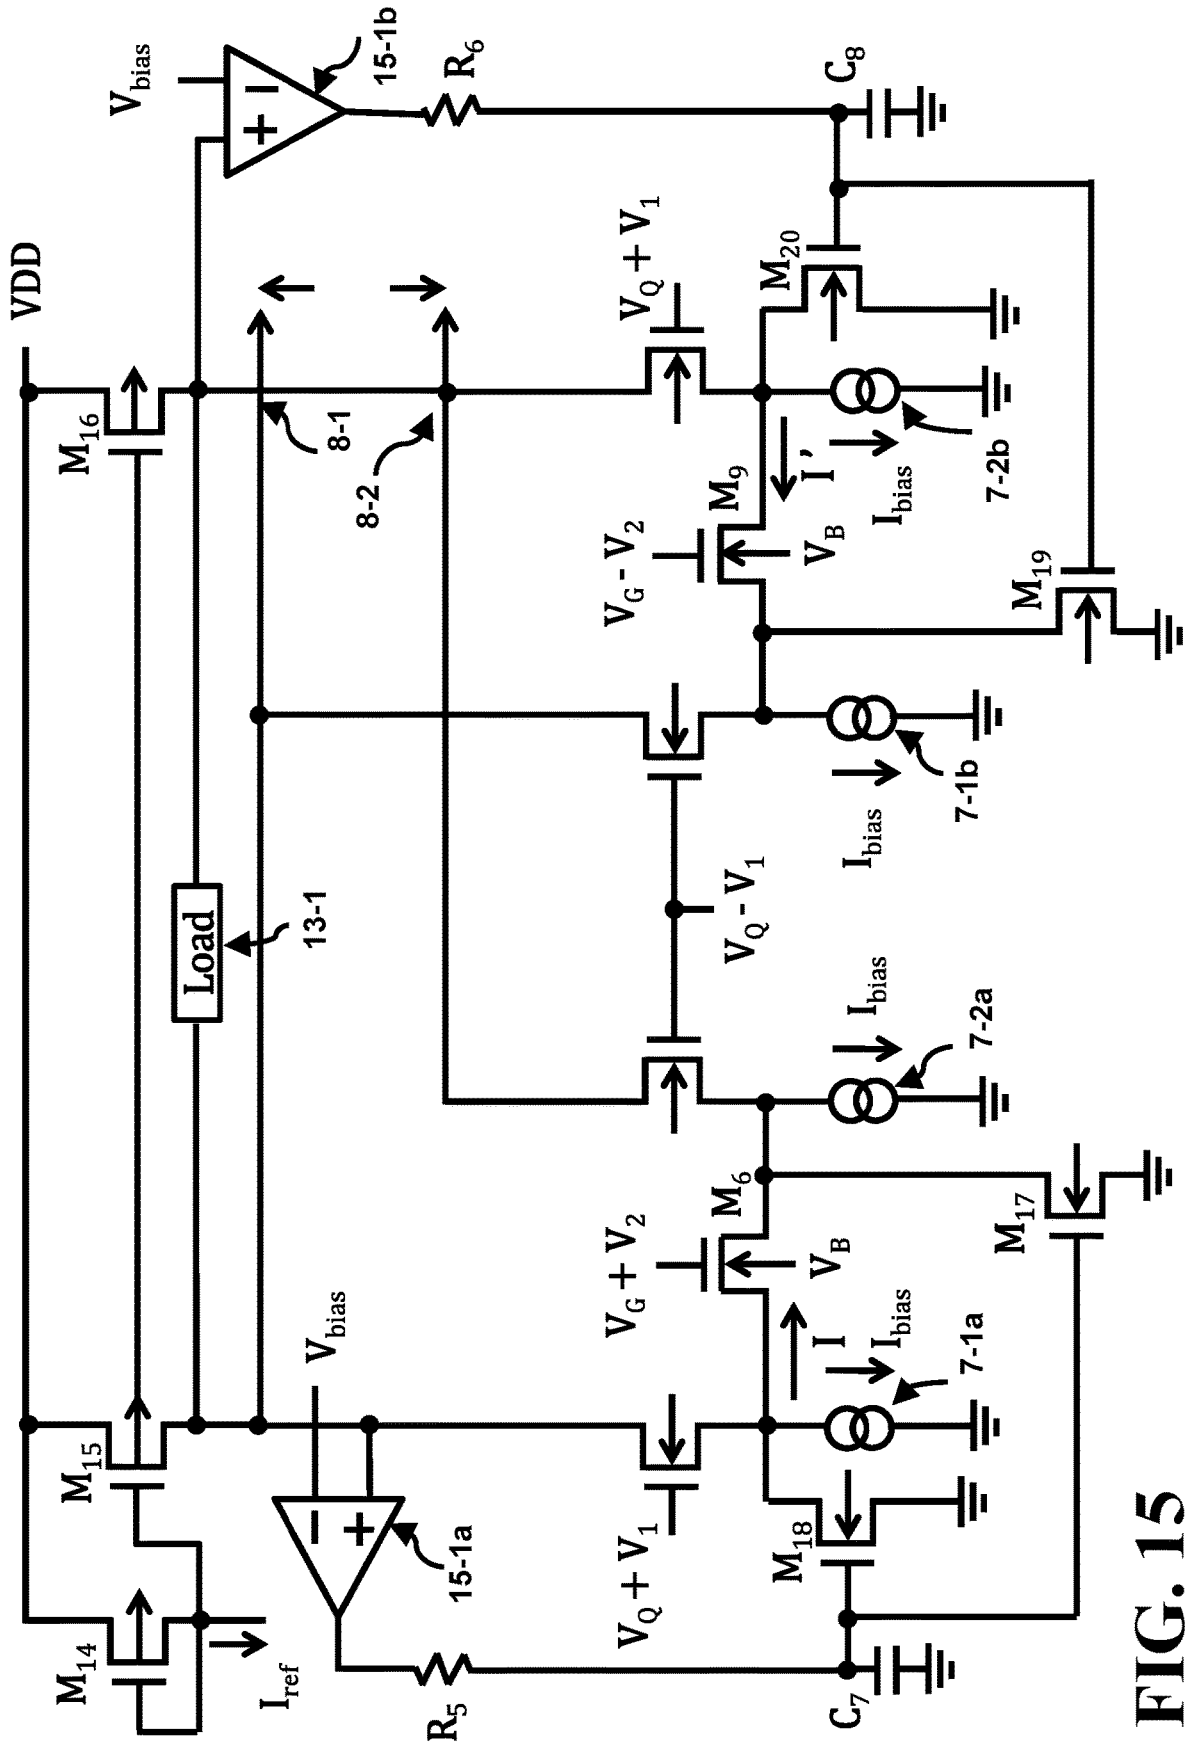 VDD
M14
M15
M16
Iref
Load
13-1
Vbias
Vbias
15-1a
15-1b
R5
R6
8-1
8-2
VQ + V1
VQ - V1
VQ + V1
VG + V2
VG - V2
M6
M9
VB
VB
I
I’
M18
M20
Ibias
Ibias
Ibias
Ibias
7-1a
7-2a
7-1b
7-2b
C7
C8
M17
M19
FIG. 15